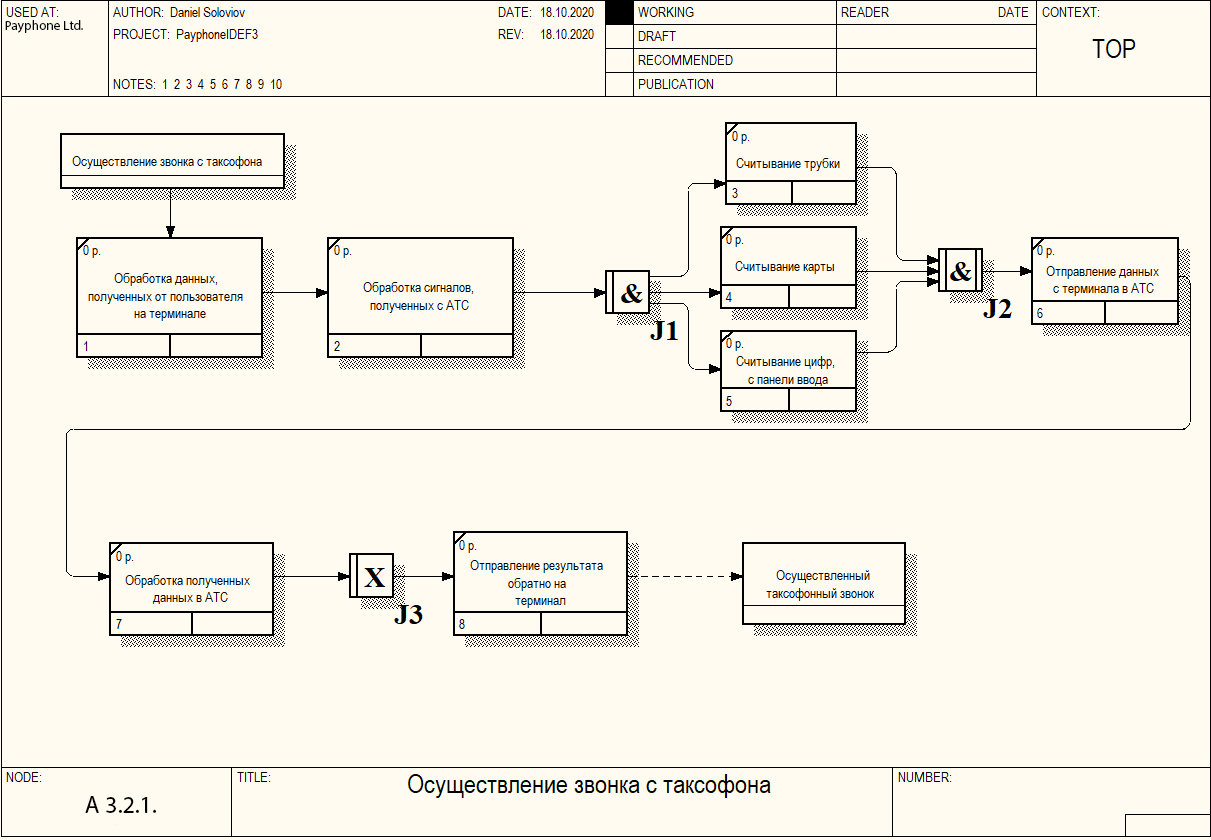 USED AT:
Payphone Ltd.
AUTHOR: Daniel Soloviov
DATE: 18.10.2020
PROJECT: PayphoneIDEF3
REV: 18.10.2020
NOTES: 1 2 3 4 5 6 7 8 9 10
WORKING
DRAFT
RECOMMENDED
PUBLICATION
READER DATE
CONTEXT:
TOP
Осуществление звонка с таксофона
0 р.
Обработка данных,
полученных от пользователя
на терминале
1
0 р.
Обработка сигналов,
полученных с АТС
2
&
J1
0 р.
Считывание трубки
3
0 р.
Считывание карты
4
0 р.
Считывание цифр,
с панели ввода
5
&
J2
0 р.
Отправление данных
с терминала в АТС
6
0 р.
Обработка полученных
данных в АТС
7
X
J3
0 р.
Отправление результата
обратно на
терминал
8
Осуществленный
таксофонный звонок
NODE:
A 3.2.1.
TITLE:
Осуществление звонка с таксофона
NUMBER: